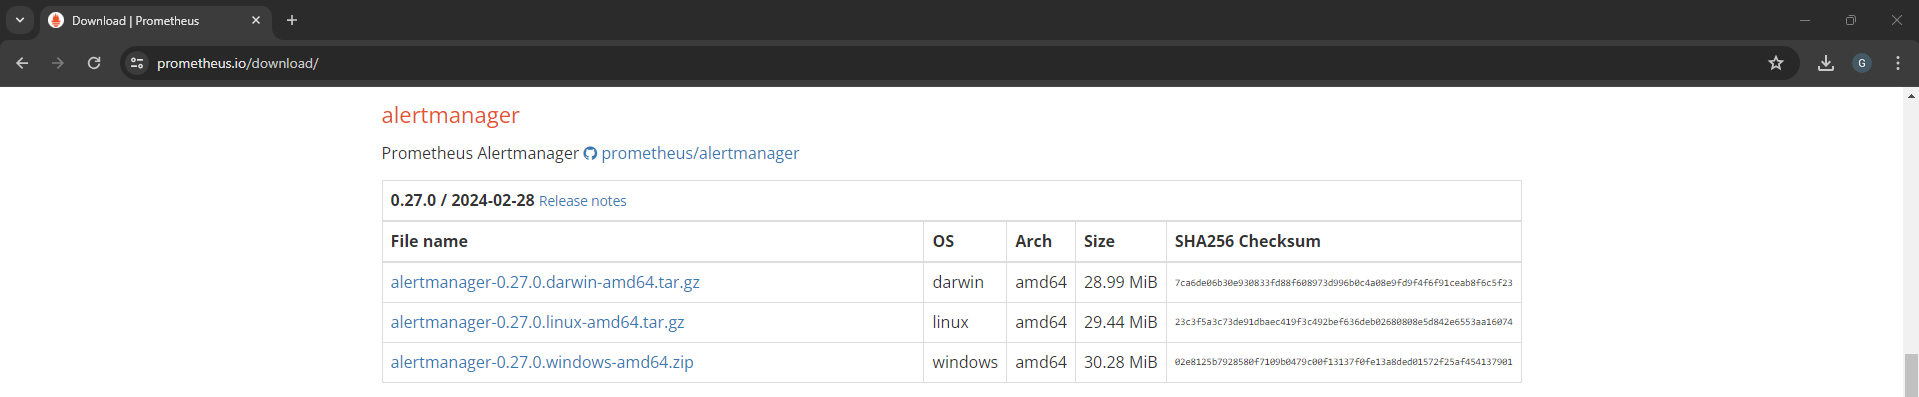 Download | Prometheus
prometheus.io/download/
G
alertmanager
Prometheus Alertmanager prometheus/alertmanager
0.27.0 / 2024-02-28 Release notes
File name OS Arch Size SHA256 Checksum
alertmanager-0.27.0.darwin-amd64.tar.gz darwin amd64 28.99 MiB 7ca6de06b30e930833fd88f608973d996b0c4a08e9fd9f4f6f91ceab8f6c5f23
alertmanager-0.27.0.linux-amd64.tar.gz linux amd64 29.44 MiB 23c3f5a3c73de91dbaec419f3c492bef636deb02680808e5d842e6553aa16074
alertmanager-0.27.0.windows-amd64.zip windows amd64 30.28 MiB 02e8125b7928580f7109b0479c00f13137f0fe13a8ded01572f25af454137901